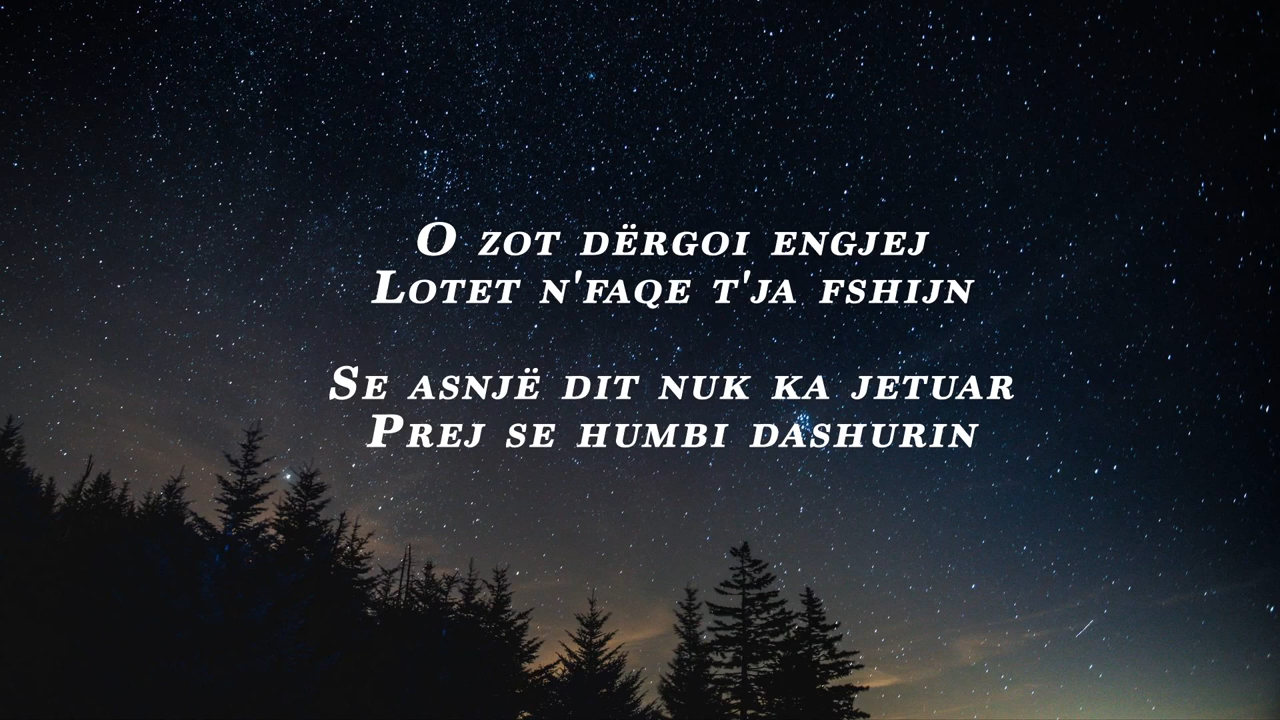 O zot dërgoi engjej
Lotet n'faqe t'ja fshijn
Se asnjë dit nuk ka jetuar
Prej se humbi dashurin